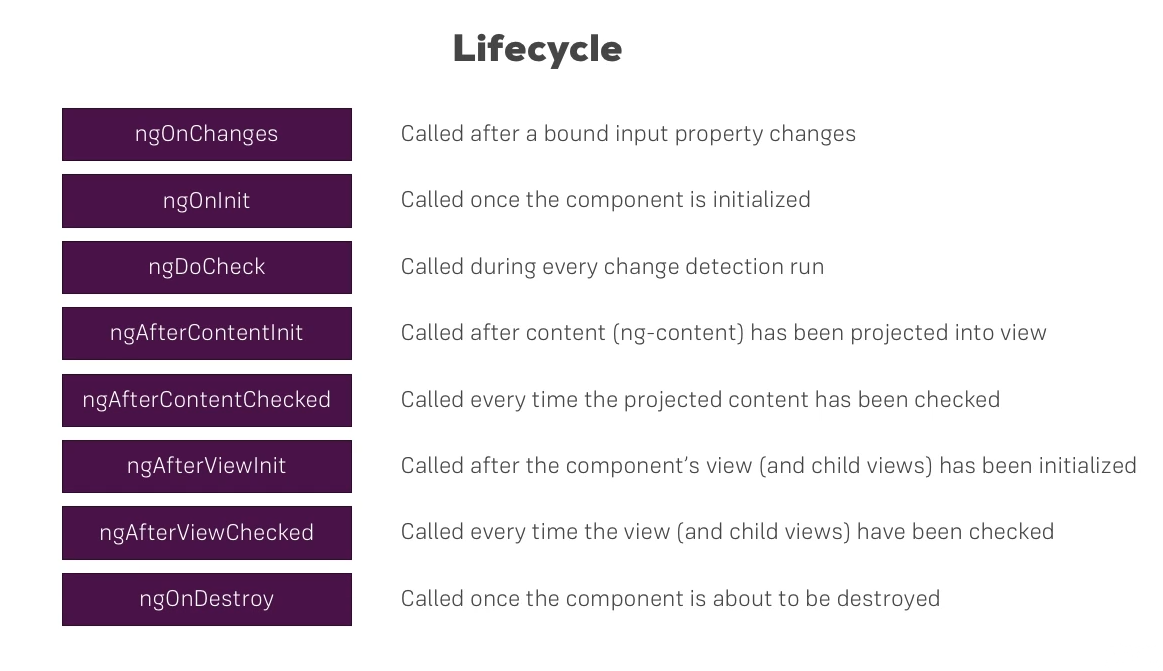 Lifecycle
ngOnChanges Called after a bound input property changes
ngOnInit Called once the component is initialized
ngDoCheck Called during every change detection run
ngAfterContentInit Called after content (ng-content) has been projected into view
ngAfterContentChecked Called every time the projected content has been checked
ngAfterViewInit Called after the component’s view (and child views) has been initialized
ngAfterViewChecked Called every time the view (and child views) have been checked
ngOnDestroy Called once the component is about to be destroyed